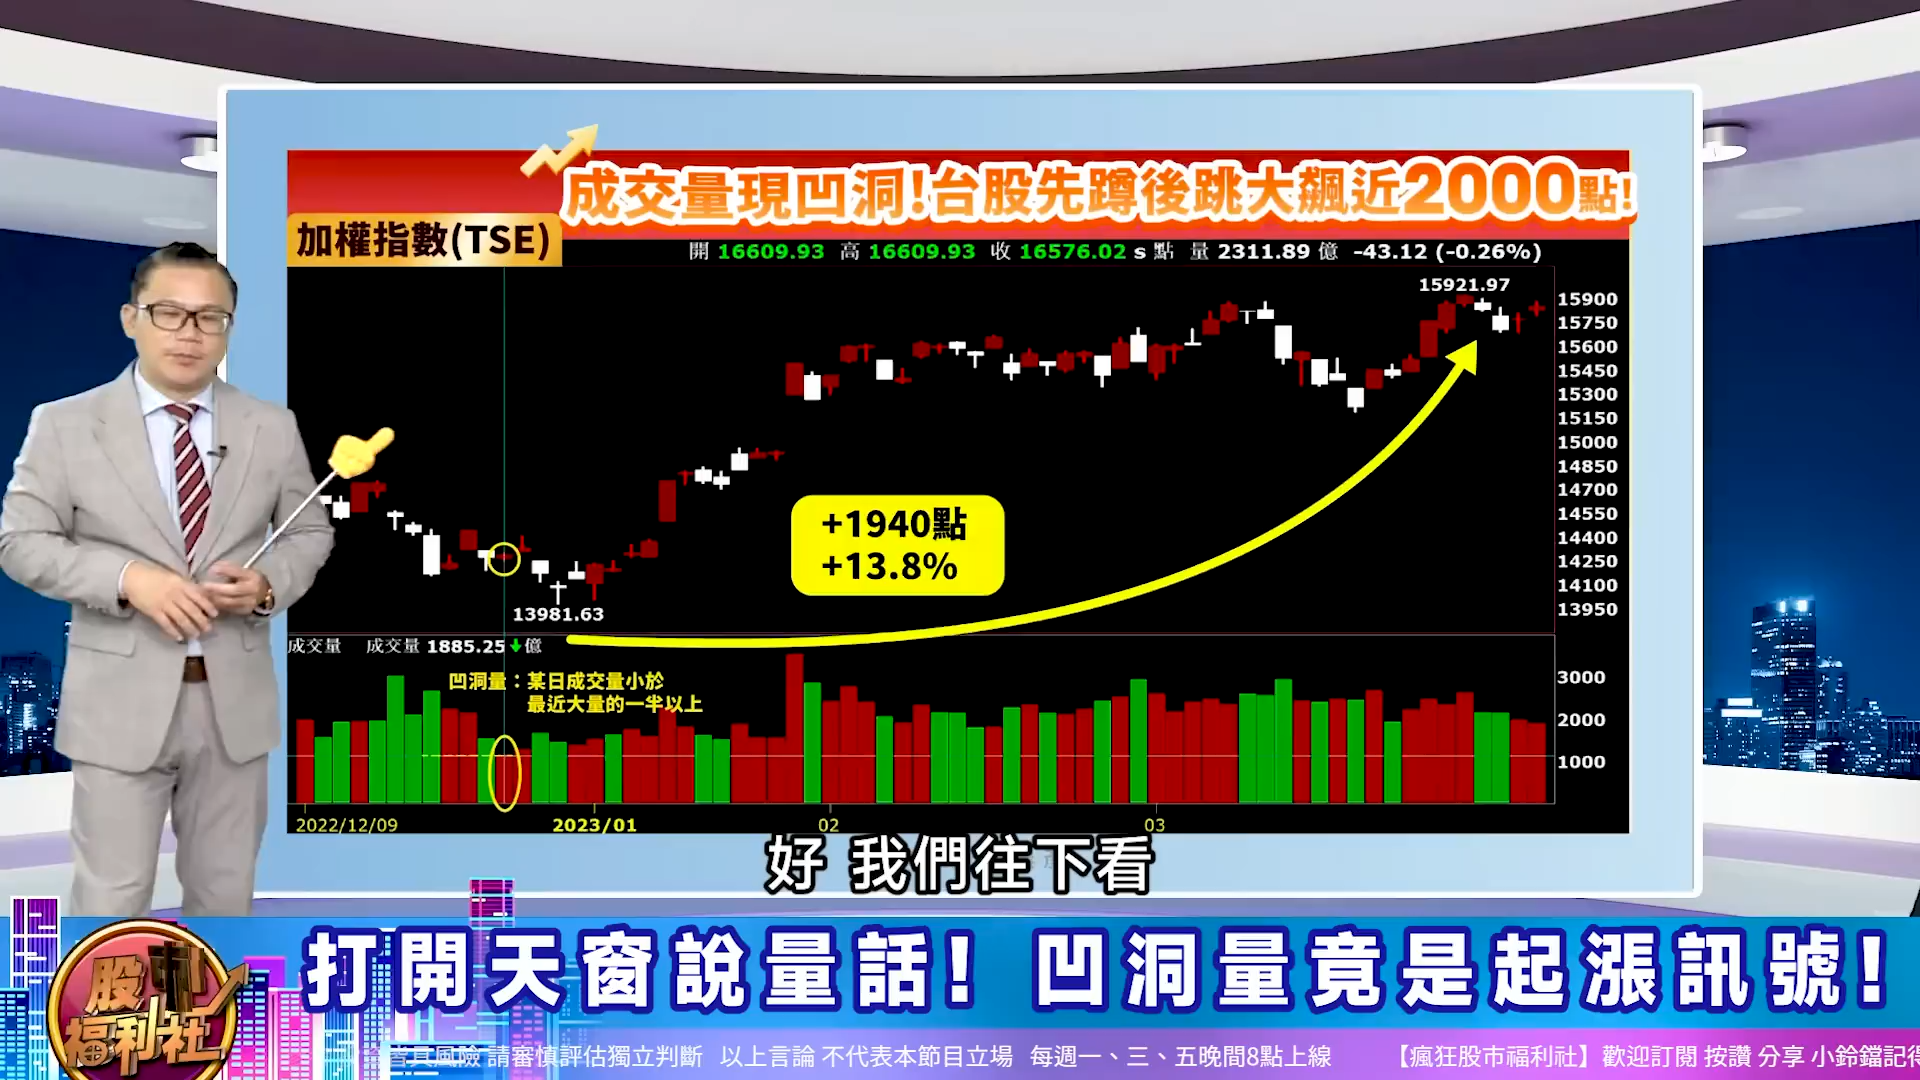 成交量現凹洞!台股先蹲後跳大飆近2000點!
加權指數(TSE)
開 16609.93 高 16609.93 收 16576.02 s 點 量 2311.89 億 -43.12 (-0.26%)
15921.97
15900
15750
15600
15450
15300
15150
15000
14850
14700
14550
14400
14250
14100
13950
+1940點
+13.8%
13981.63
成交量 成交量 1885.25↓億
凹洞量：某日成交量小於
最近大量的一半以上
3000
2000
1000
2022/12/09 2023/01 02 03
好 我們往下看
打開天窗說量話! 凹洞量竟是起漲訊號!
股市福利社
其風險 請審慎評估獨立判斷 以上言論 不代表本節目立場 每週一、三、五晚間8點上線 【瘋狂股市福利社】歡迎訂閱 按讚 分享 小鈴鐺記得